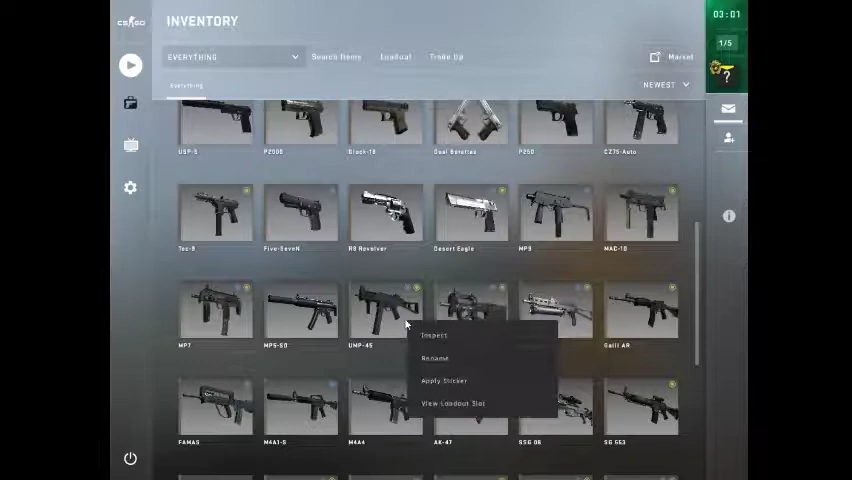 CS:GO
INVENTORY
03:01
1/5
EVERYTHING
Search Items
Loadout
Trade Up
Market
Everything
NEWEST
USP-S
P2000
Glock-18
Dual Berettas
P250
CZ75-Auto
Tec-9
Five-SeveN
R8 Revolver
Desert Eagle
MP9
MAC-10
MP7
MP5-SD
UMP-45
Galil AR
Inspect
Rename
Apply Sticker
View Loadout Slot
FAMAS
M4A1-S
M4A4
AK-47
SSG 08
SG 553